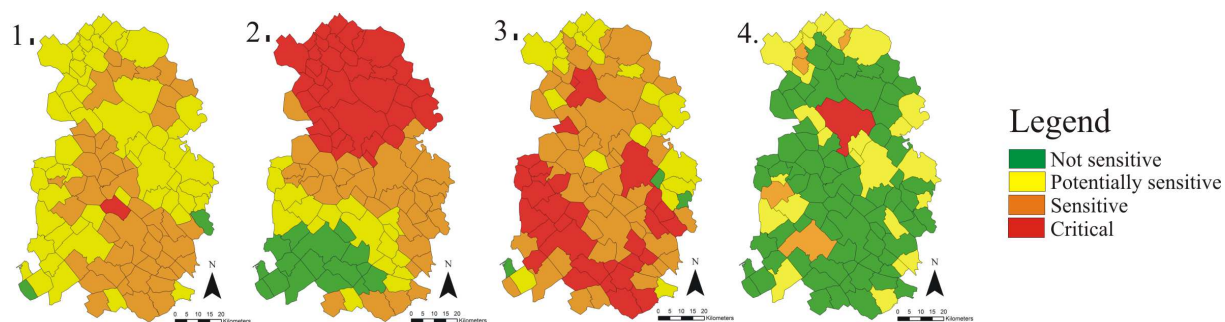 1.
2.
3.
4.
Legend
Not sensitive
Potentially sensitive
Sensitive
Critical
N
0 5 10 15 20
Kilometers
N
0 5 10 15 20
Kilometers
N
0 5 10 15 20
Kilometers
N
0 5 10 15 20
Kilometers